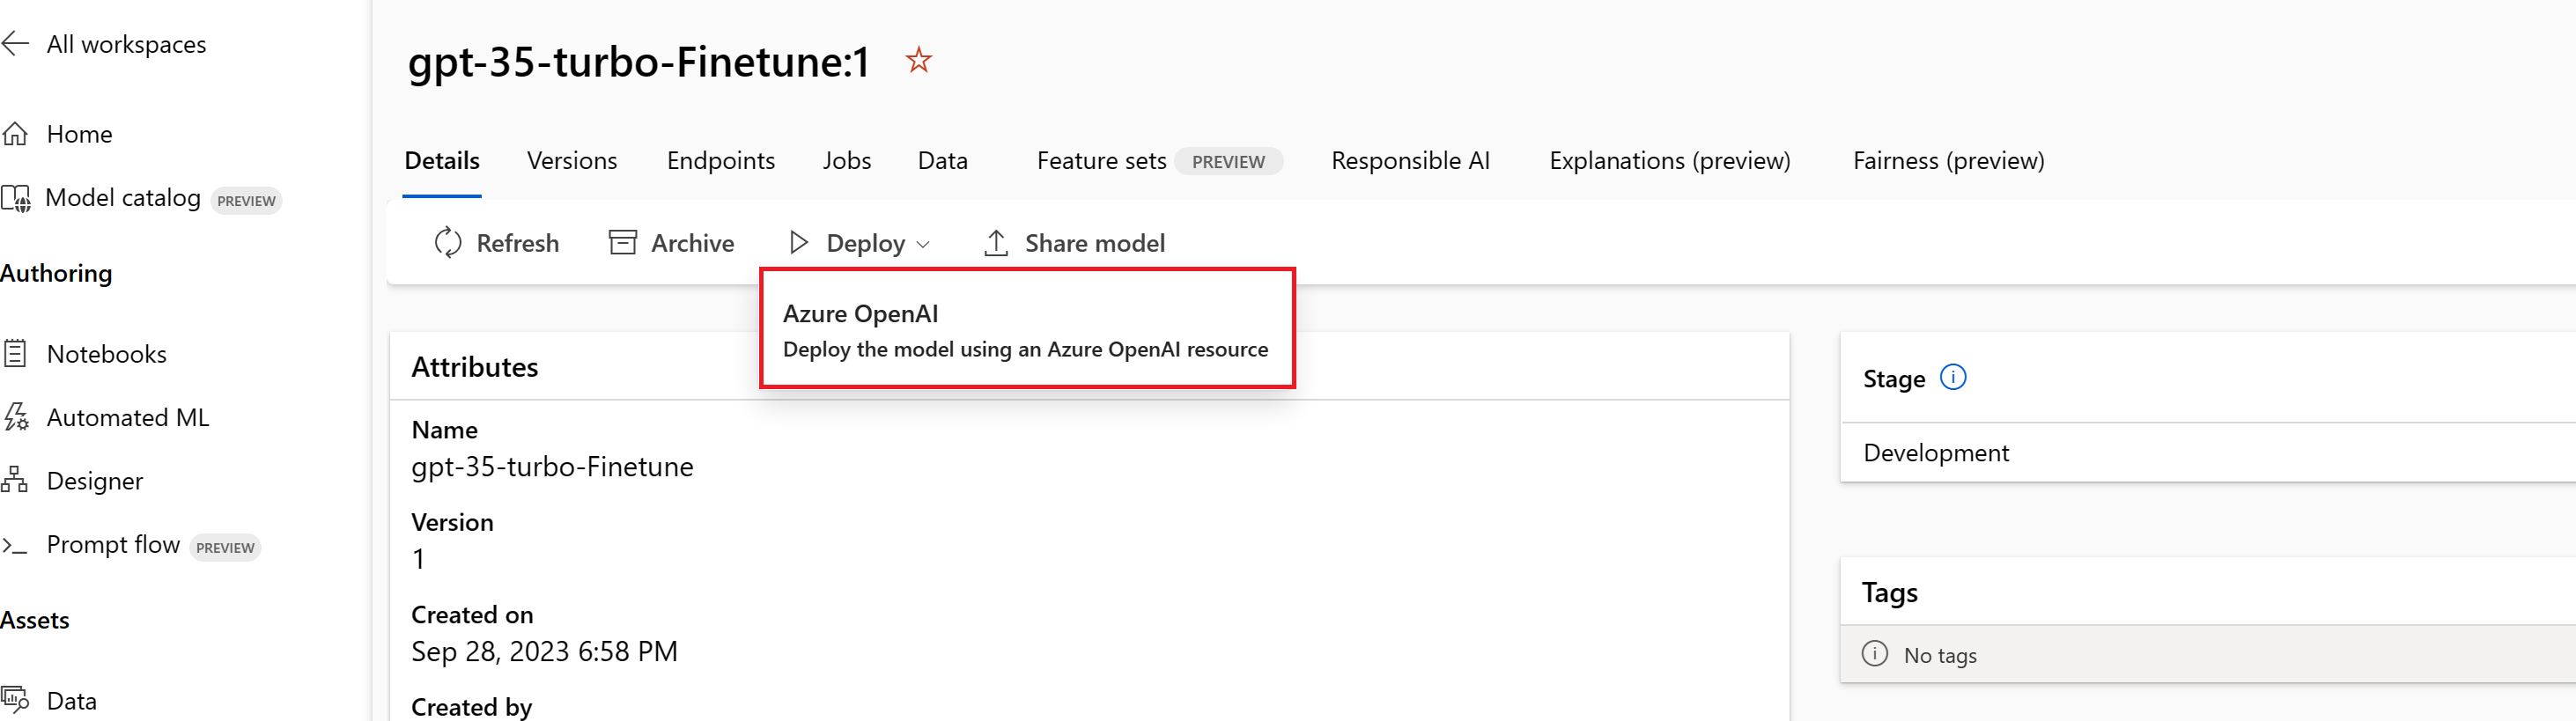 All workspaces
Home
Model catalog PREVIEW
Authoring
Notebooks
Automated ML
Designer
Prompt flow PREVIEW
Assets
Data
gpt-35-turbo-Finetune:1
Details Versions Endpoints Jobs Data Feature sets PREVIEW Responsible AI Explanations (preview) Fairness (preview)
Refresh Archive Deploy Share model
Azure OpenAI
Deploy the model using an Azure OpenAI resource
Attributes
Name
gpt-35-turbo-Finetune
Version
1
Created on
Sep 28, 2023 6:58 PM
Created by
Stage
Development
Tags
No tags